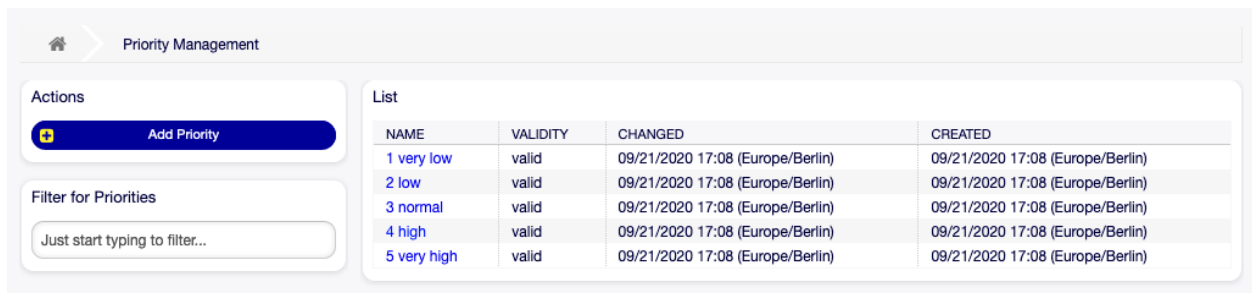 Priority Management
Actions
Add Priority
Filter for Priorities
Just start typing to filter...
List
NAME VALIDITY CHANGED CREATED
1 very low valid 09/21/2020 17:08 (Europe/Berlin) 09/21/2020 17:08 (Europe/Berlin)
2 low valid 09/21/2020 17:08 (Europe/Berlin) 09/21/2020 17:08 (Europe/Berlin)
3 normal valid 09/21/2020 17:08 (Europe/Berlin) 09/21/2020 17:08 (Europe/Berlin)
4 high valid 09/21/2020 17:08 (Europe/Berlin) 09/21/2020 17:08 (Europe/Berlin)
5 very high valid 09/21/2020 17:08 (Europe/Berlin) 09/21/2020 17:08 (Europe/Berlin)